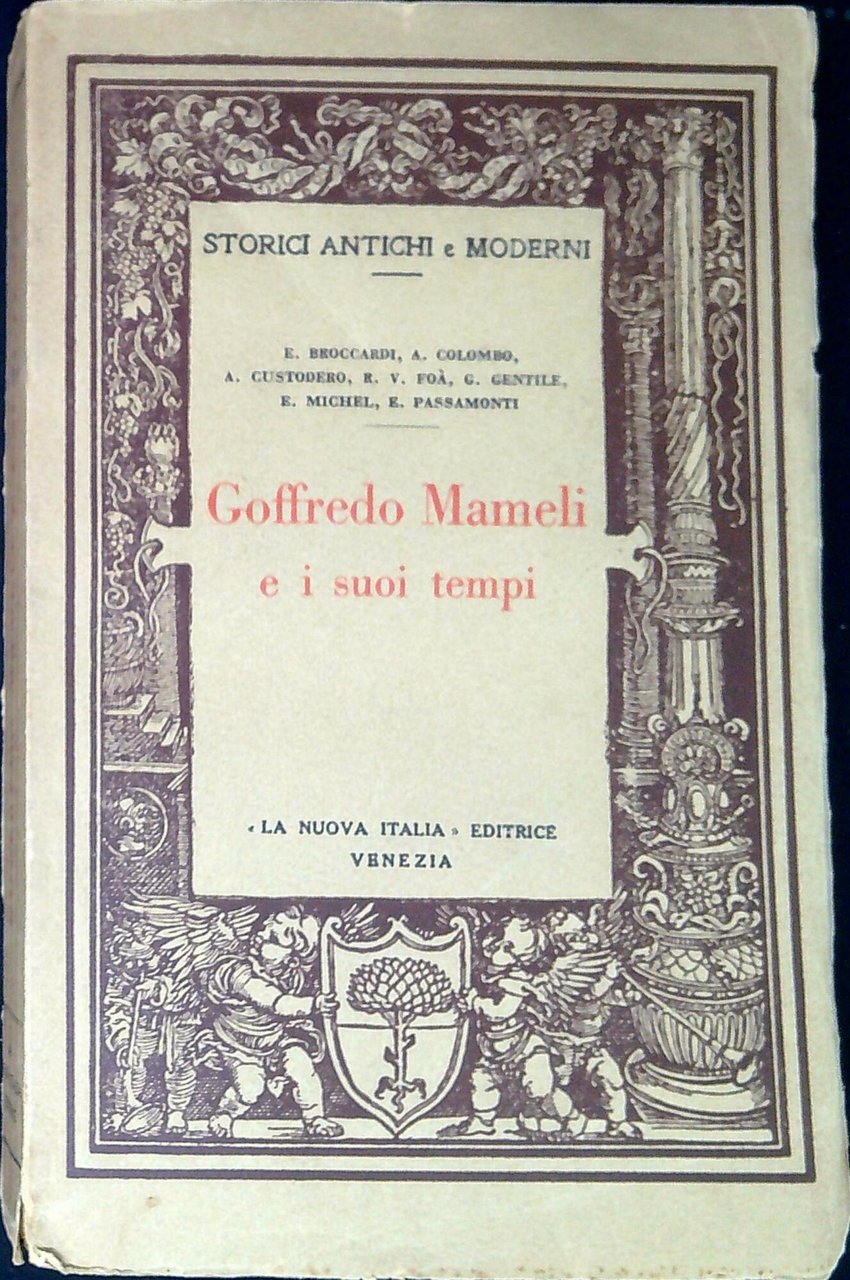 STORICI ANTICHI e MODERNI
E. BROCCARDI, A. COLOMBO,
A. CUSTODERO, R. V. FOÀ, G. GENTILE,
E. MICHEL, E. PASSAMONTI
Goffredo Mameli
e i suoi tempi
« LA NUOVA ITALIA » EDITRICE
VENEZIA